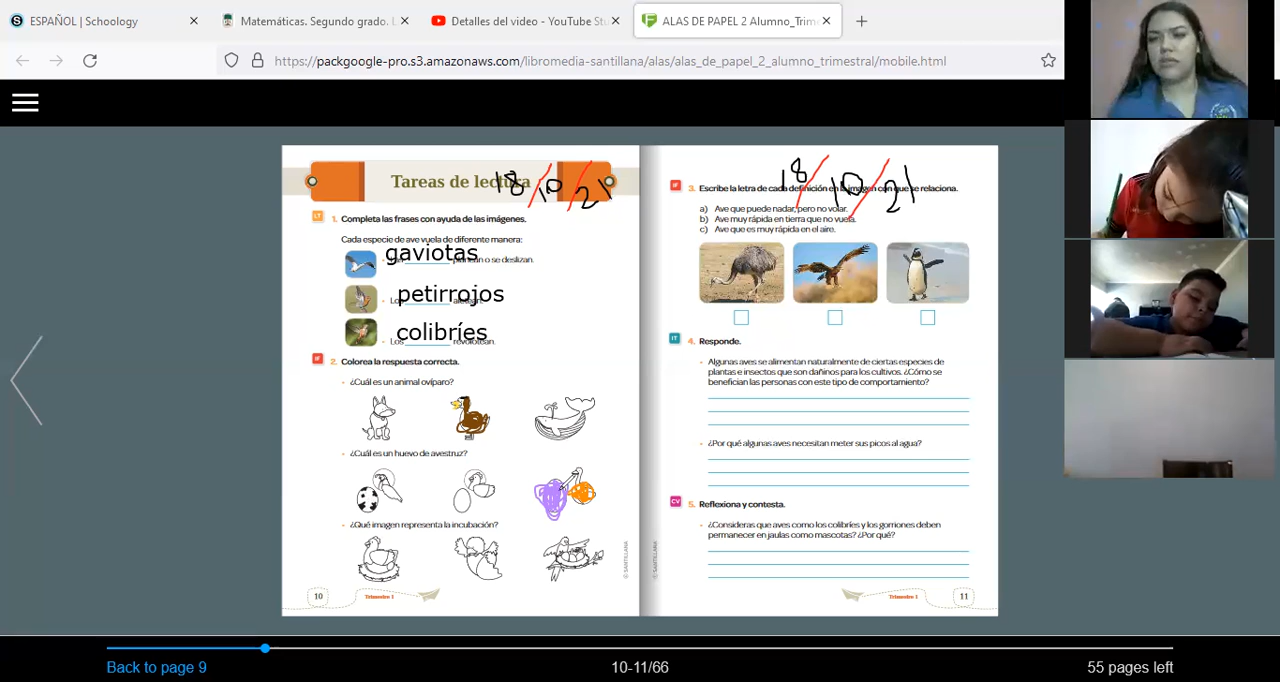 ESPAÑOL | Schoology
Matemáticas. Segundo grado.
Detalles del video - YouTube Stu
ALAS DE PAPEL 2 Alumno_Trim
https://packgoogle-pro.s3.amazonaws.com/libromedia-santillana/alas/alas_de_papel_2_alumno_trimestral/mobile.html
Tareas de lectura
18/10/21
LT 1. Completa las frases con ayuda de las imágenes.
Cada especie de ave vuela de diferente manera:
gaviotas
o se deslizan.
petirrojos
colibríes
Los revolotean.
IF 2. Colorea la respuesta correcta.
• ¿Cuál es un animal ovíparo?
• ¿Cuál es un huevo de avestruz?
• ¿Qué imagen representa la incubación?
© SANTILLANA
10
Trimestre 1
18/10/21
IF 3. Escribe la letra de cada definición en la imagen con que se relaciona.
a) Ave que puede nadar, pero no volar.
b) Ave muy rápida en tierra que no vuela.
c) Ave que es muy rápida en el aire.
IT 4. Responde.
• Algunas aves se alimentan naturalmente de ciertas especies de
plantas e insectos que son dañinos para los cultivos. ¿Cómo se
benefician las personas con este tipo de comportamiento?
• ¿Por qué algunas aves necesitan meter sus picos al agua?
CV 5. Reflexiona y contesta.
• ¿Consideras que aves como los colibríes y los gorriones deben
permanecer en jaulas como mascotas? ¿Por qué?
© SANTILLANA
Trimestre 1
11
Back to page 9
10-11/66
55 pages left